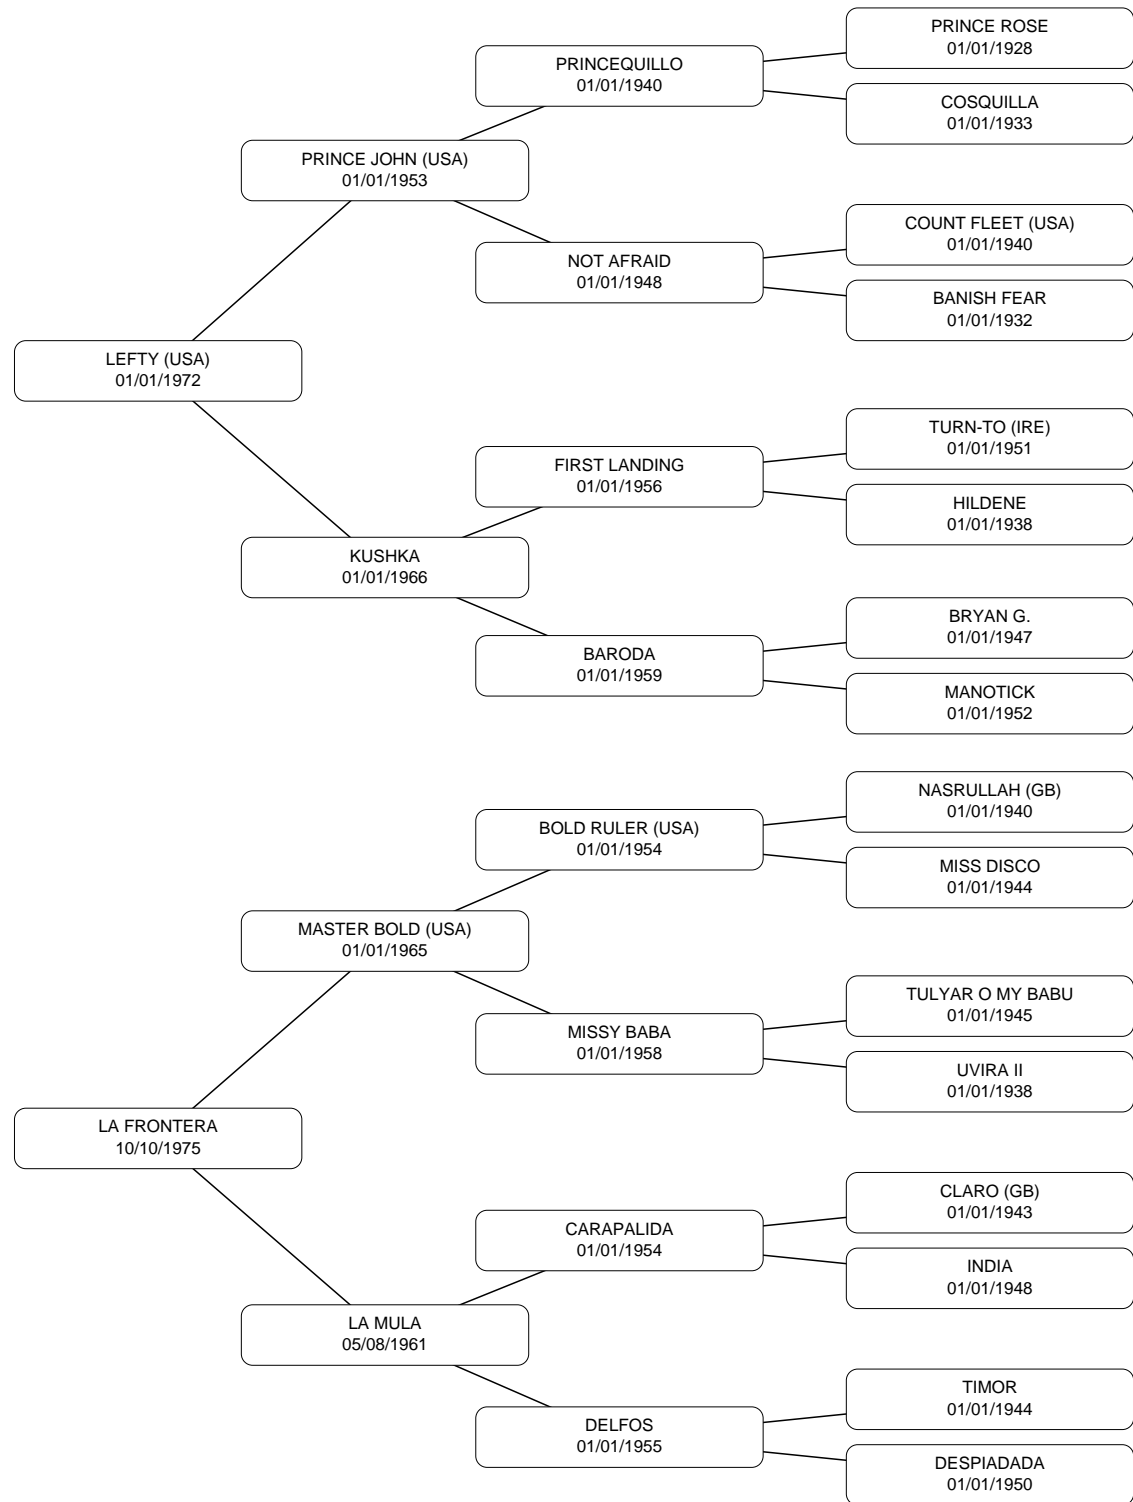 PRINCE ROSE
01/01/1928
PRINCEQUILLO
01/01/1940
COSQUILLA
01/01/1933
PRINCE JOHN (USA)
01/01/1953
COUNT FLEET (USA)
01/01/1940
NOT AFRAID
01/01/1948
BANISH FEAR
01/01/1932
LEFTY (USA)
01/01/1972
TURN-TO (IRE)
01/01/1951
FIRST LANDING
01/01/1956
HILDENE
01/01/1938
KUSHKA
01/01/1966
BRYAN G.
01/01/1947
BARODA
01/01/1959
MANOTICK
01/01/1952
NASRULLAH (GB)
01/01/1940
BOLD RULER (USA)
01/01/1954
MISS DISCO
01/01/1944
MASTER BOLD (USA)
01/01/1965
TULYAR O MY BABU
01/01/1945
MISSY BABA
01/01/1958
UVIRA II
01/01/1938
LA FRONTERA
10/10/1975
CLARO (GB)
01/01/1943
CARAPALIDA
01/01/1954
INDIA
01/01/1948
LA MULA
05/08/1961
TIMOR
01/01/1944
DELFOS
01/01/1955
DESPIADADA
01/01/1950